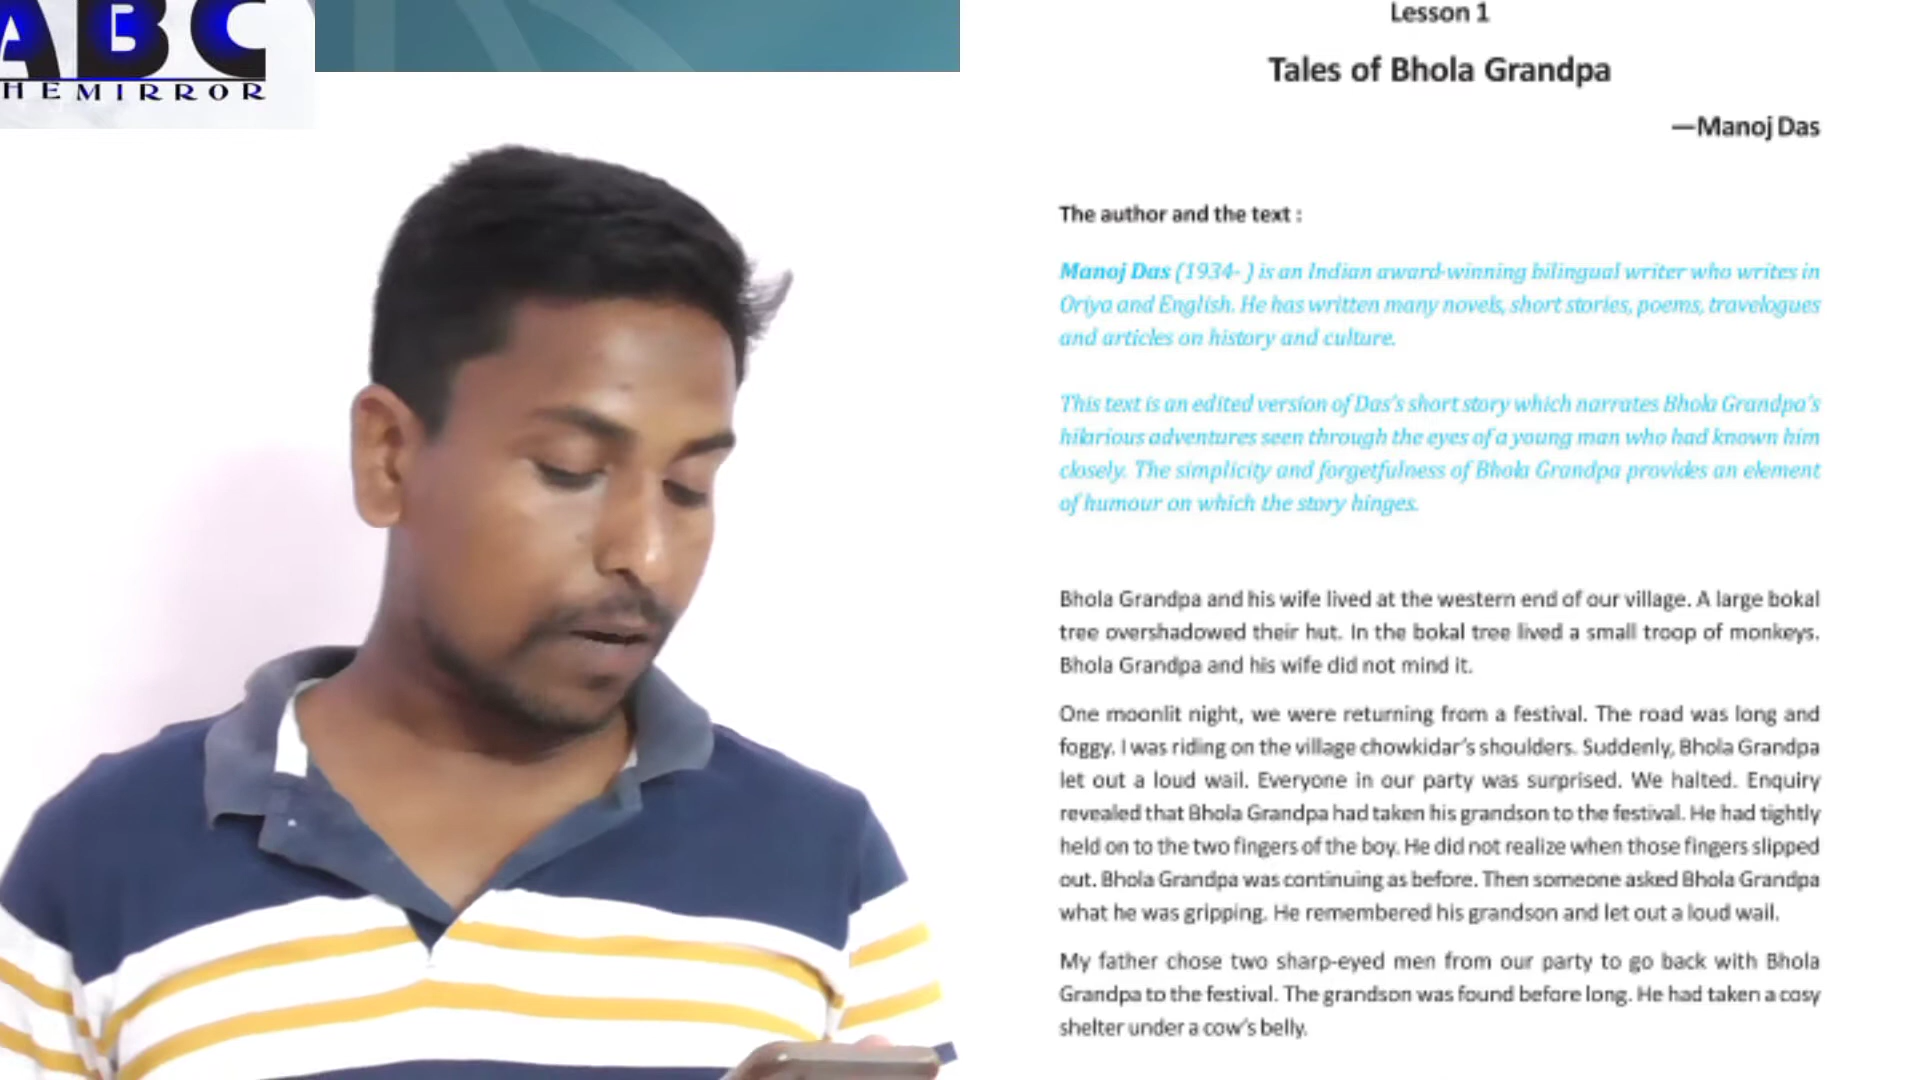 ABC
HEMIRROR
Lesson 1
Tales of Bhola Grandpa
—Manoj Das
The author and the text :
Manoj Das (1934- ) is an Indian award-winning bilingual writer who writes in
Oriya and English. He has written many novels, short stories, poems, travelogues
and articles on history and culture.
This text is an edited version of Das's short story which narrates Bhola Grandpa's
hilarious adventures seen through the eyes of a young man who had known him
closely. The simplicity and forgetfulness of Bhola Grandpa provides an element
of humour on which the story hinges.
Bhola Grandpa and his wife lived at the western end of our village. A large bokal
tree overshadowed their hut. In the bokal tree lived a small troop of monkeys.
Bhola Grandpa and his wife did not mind it.
One moonlit night, we were returning from a festival. The road was long and
foggy. I was riding on the village chowkidar's shoulders. Suddenly, Bhola Grandpa
let out a loud wail. Everyone in our party was surprised. We halted. Enquiry
revealed that Bhola Grandpa had taken his grandson to the festival. He had tightly
held on to the two fingers of the boy. He did not realize when those fingers slipped
out. Bhola Grandpa was continuing as before. Then someone asked Bhola Grandpa
what he was gripping. He remembered his grandson and let out a loud wail.
My father chose two sharp-eyed men from our party to go back with Bhola
Grandpa to the festival. The grandson was found before long. He had taken a cosy
shelter under a cow's belly.